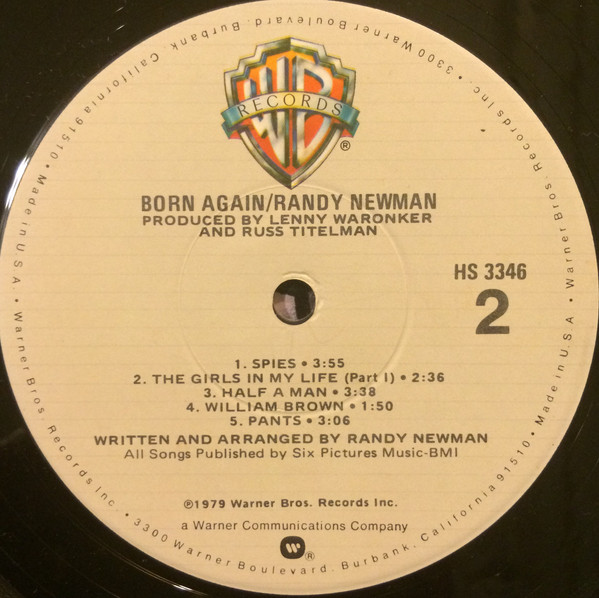 WB
RECORDS
®
BORN AGAIN/RANDY NEWMAN
PRODUCED BY LENNY WARONKER
AND RUSS TITELMAN
HS 3346
2
1. SPIES • 3:55
2. THE GIRLS IN MY LIFE (Part I) • 2:36
3. HALF A MAN • 3:38
4. WILLIAM BROWN • 1:50
5. PANTS • 3:06
WRITTEN AND ARRANGED BY RANDY NEWMAN
All Songs Published by Six Pictures Music-BMI
℗1979 Warner Bros. Records Inc.
a Warner Communications Company
W ®
Warner Bros. Records Inc. • 3300 Warner Boulevard, Burbank, California 91510 • Made in U.S.A. •
Warner Bros. Records Inc. • 3300 Warner Boulevard, Burbank, California 91510 • Made in U.S.A. •